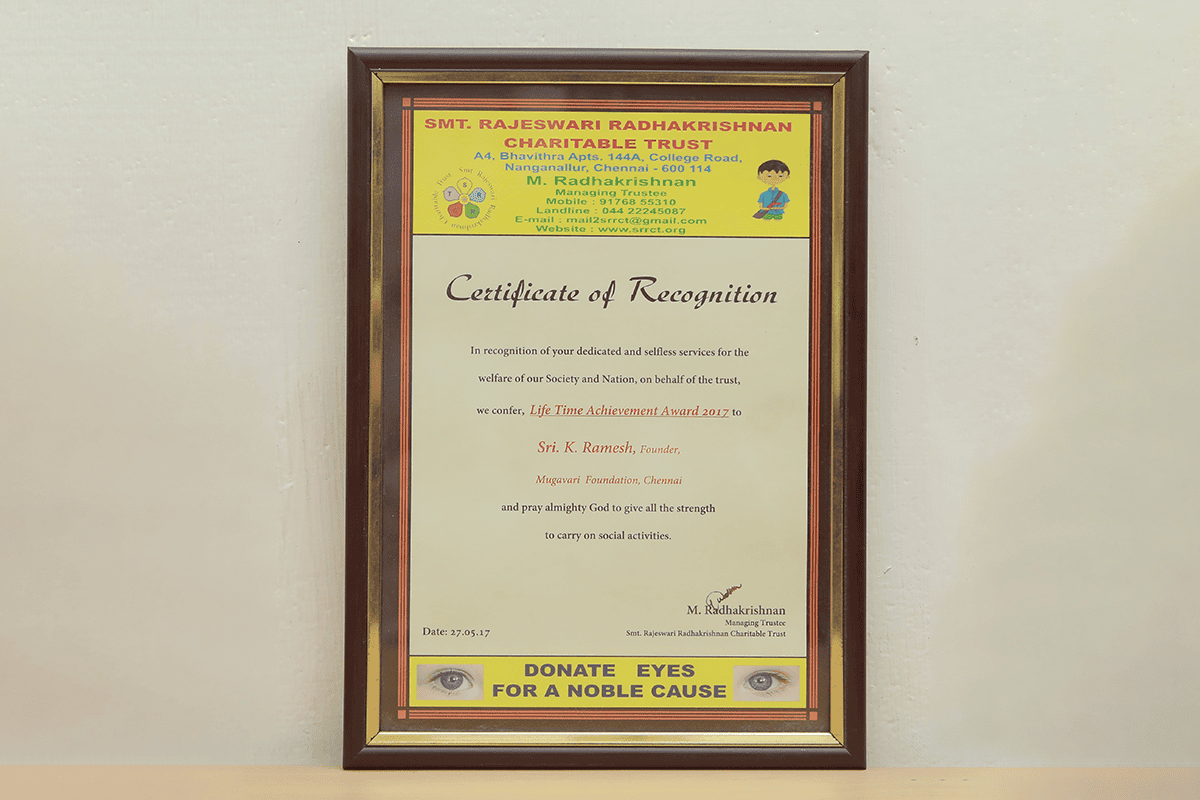 SMT. RAJESWARI RADHAKRISHNAN
CHARITABLE TRUST
A4, Bhavithra Apts. 144A, College Road,
Nanganallur, Chennai - 600 114
M. Radhakrishnan
Managing Trustee
Mobile : 91768 55310
Landline : 044 22245087
E-mail : mail2srrct@gmail.com
Website : www.srrct.org
Smt. Rajeswari Radhakrishnan Charitable Trust
S
R
R
C
T
Certificate of Recognition
In recognition of your dedicated and selfless services for the
welfare of our Society and Nation, on behalf of the trust,
we confer, Life Time Achievement Award 2017 to
Sri. K. Ramesh, Founder,
Mugavari Foundation, Chennai
and pray almighty God to give all the strength
to carry on social activities.
M. Radhakrishnan
Managing Trustee
Smt. Rajeswari Radhakrishnan Charitable Trust
Date: 27.05.17
DONATE EYES
FOR A NOBLE CAUSE